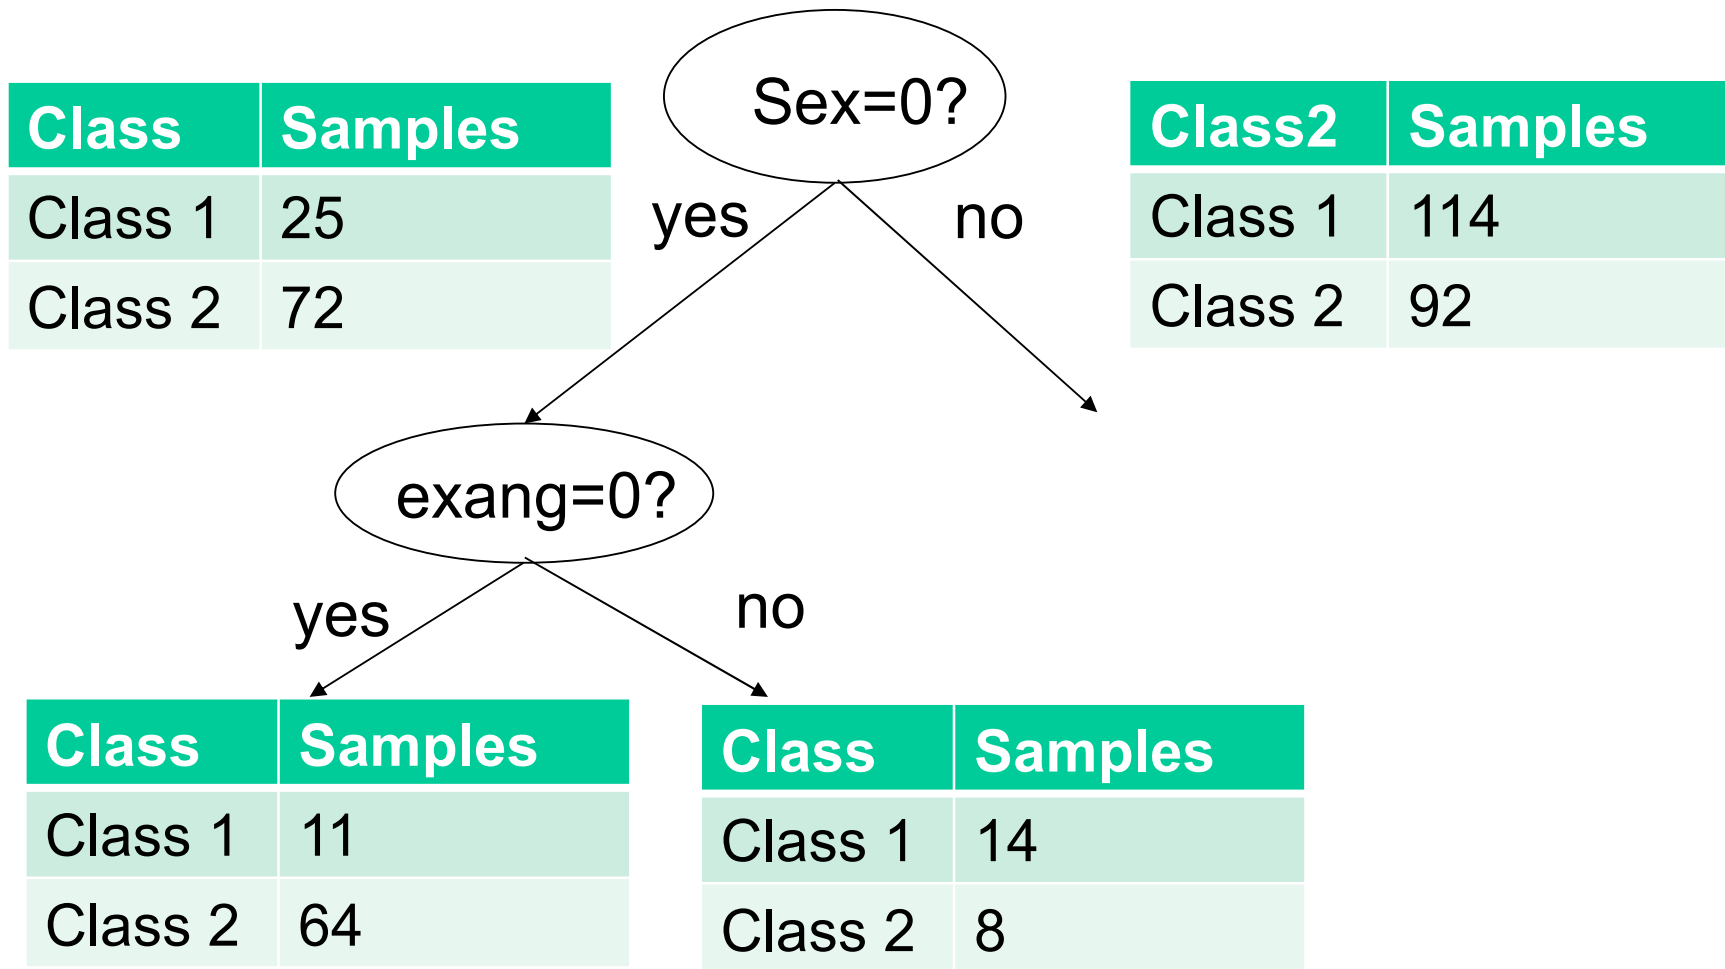 Sex=0?
Class Samples
Class 1 25
Class 2 72
yes
no
Class2 Samples
Class 1 114
Class 2 92
exang=0?
yes
no
Class Samples
Class 1 11
Class 2 64
Class Samples
Class 1 14
Class 2 8